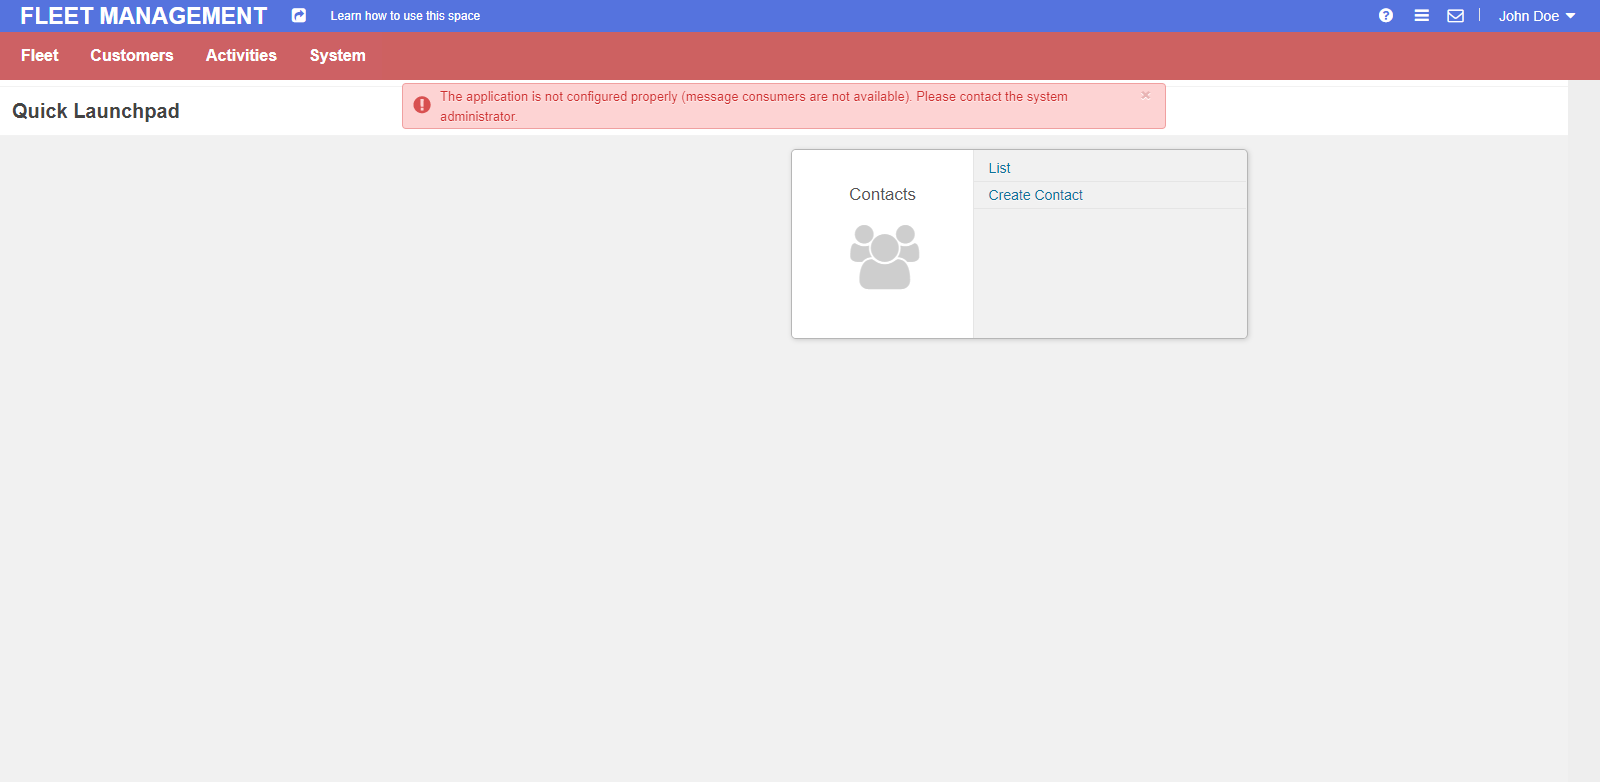 FLEET MANAGEMENT
Learn how to use this space
John Doe
Fleet
Customers
Activities
System
The application is not configured properly (message consumers are not available). Please contact the system
administrator.
×
Quick Launchpad
Contacts
List
Create Contact